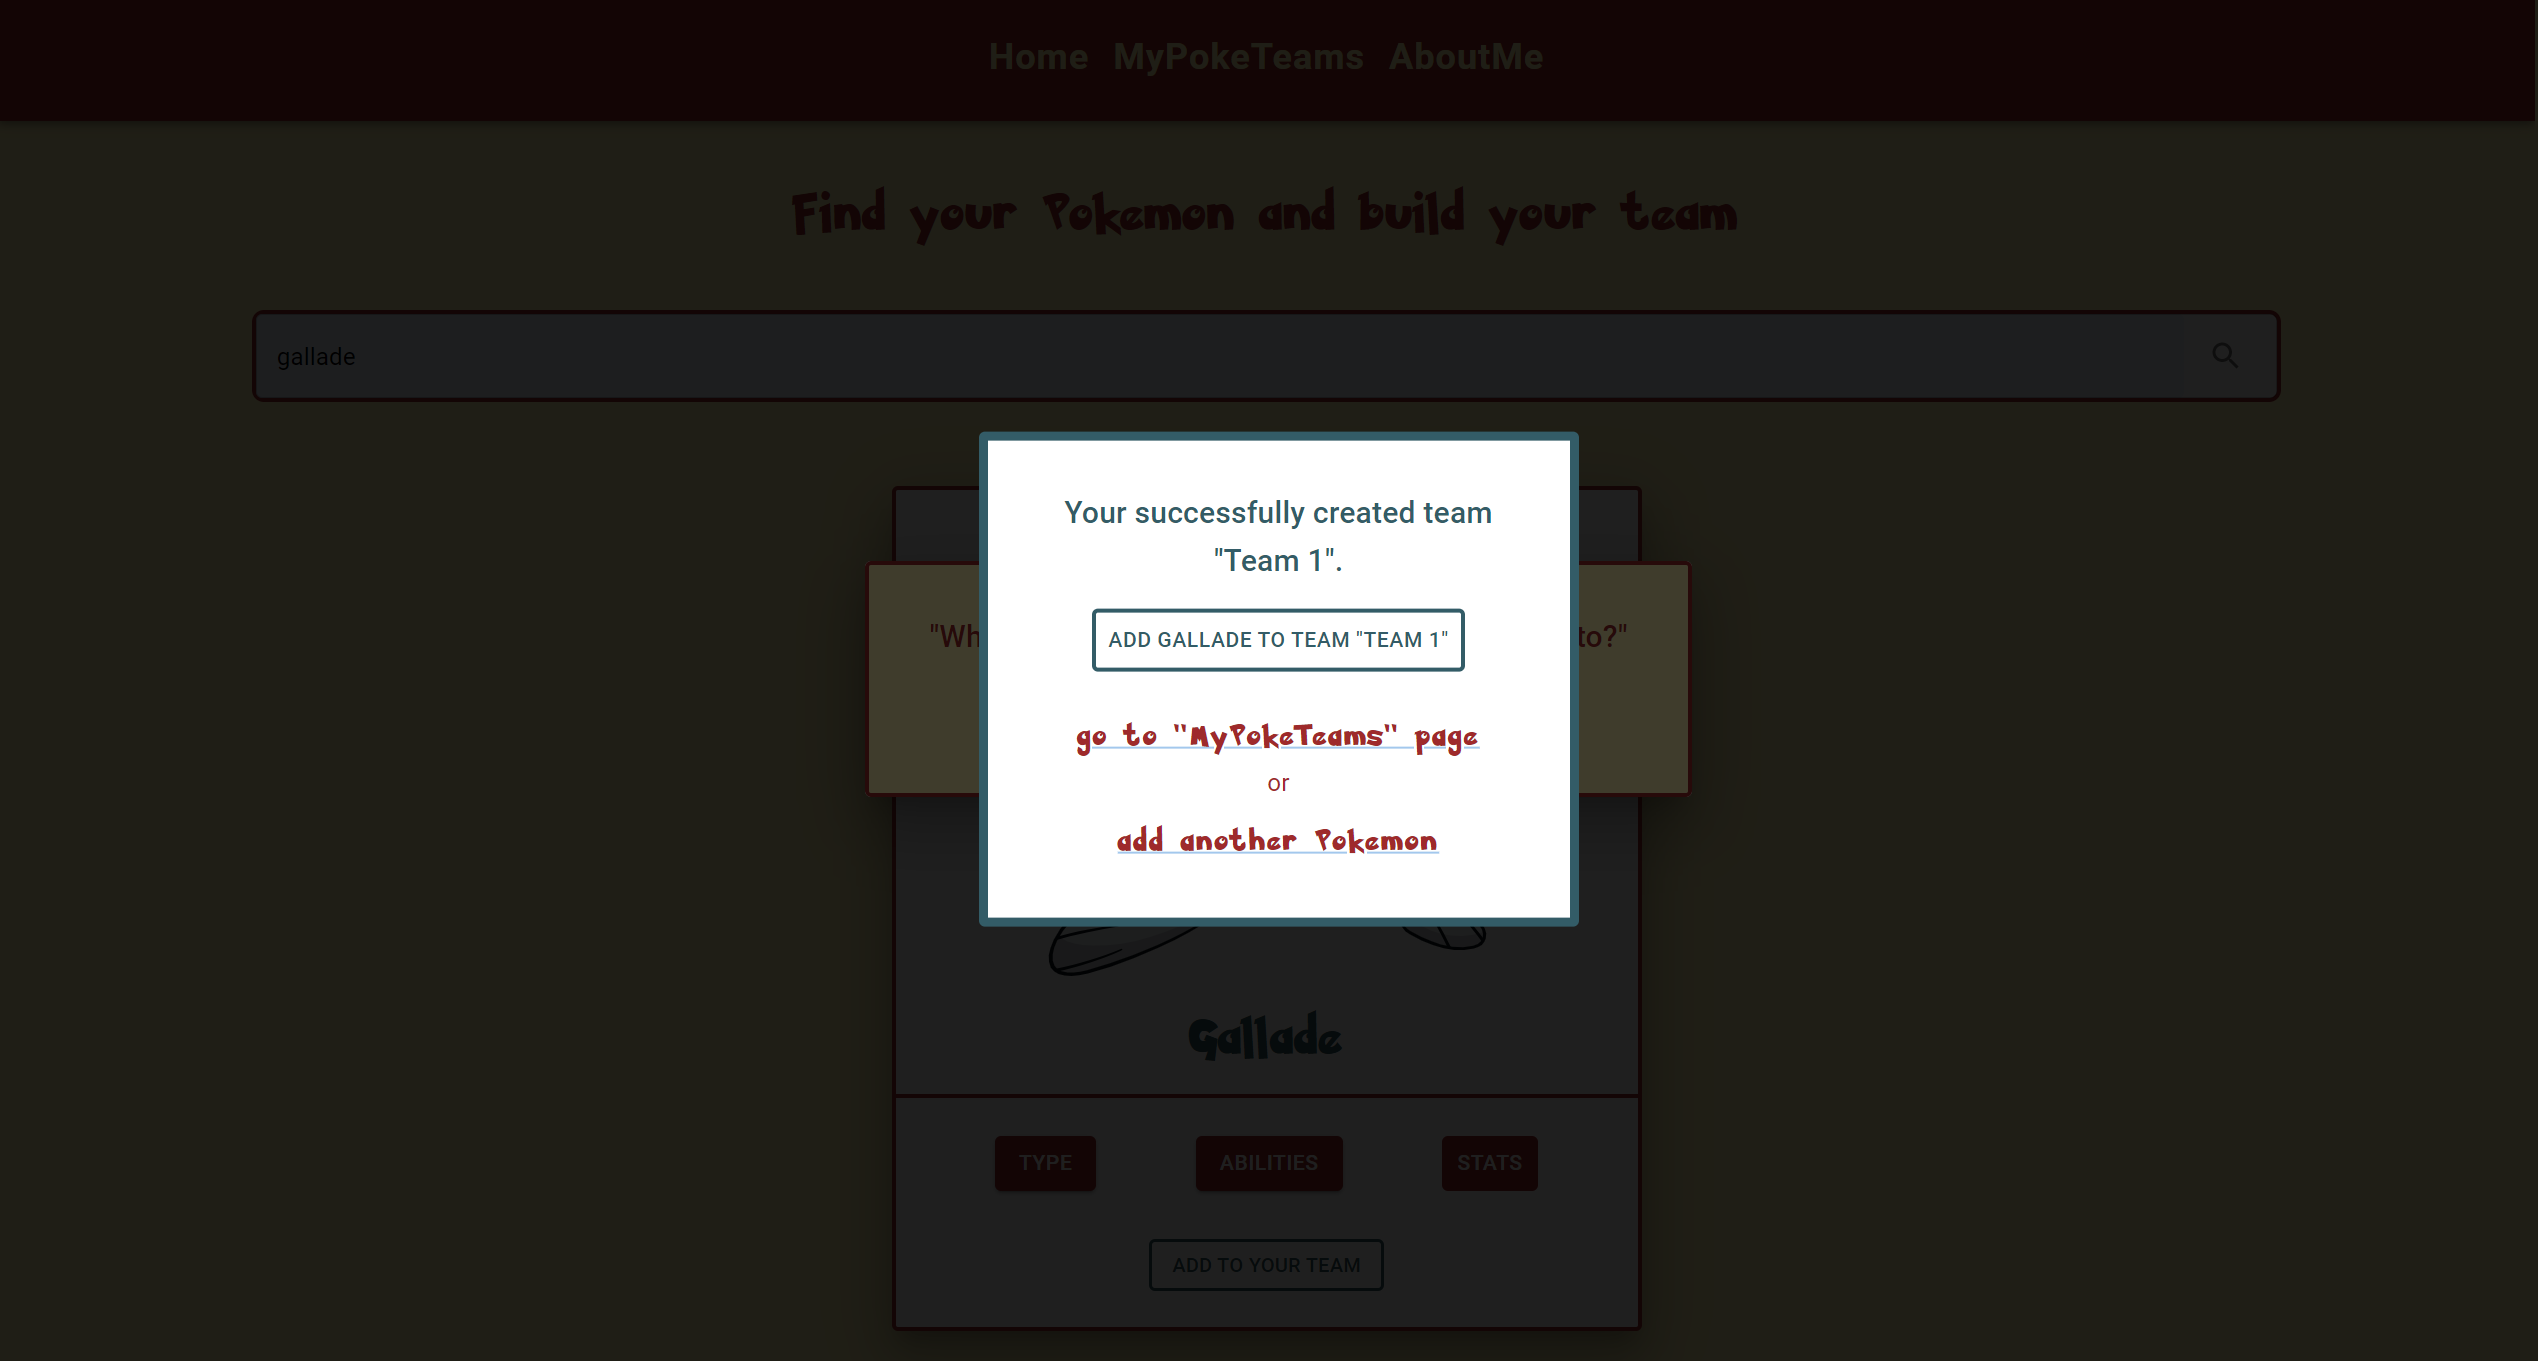 Home MyPokeTeams AboutMe
Find your Pokemon and build your team
gallade
Your successfully created team
"Team 1".
ADD GALLADE TO TEAM "TEAM 1"
to?"
go to "MyPokeTeams" page
or
add another Pokemon
Gallade
TYPE ABILITIES STATS
ADD TO YOUR TEAM